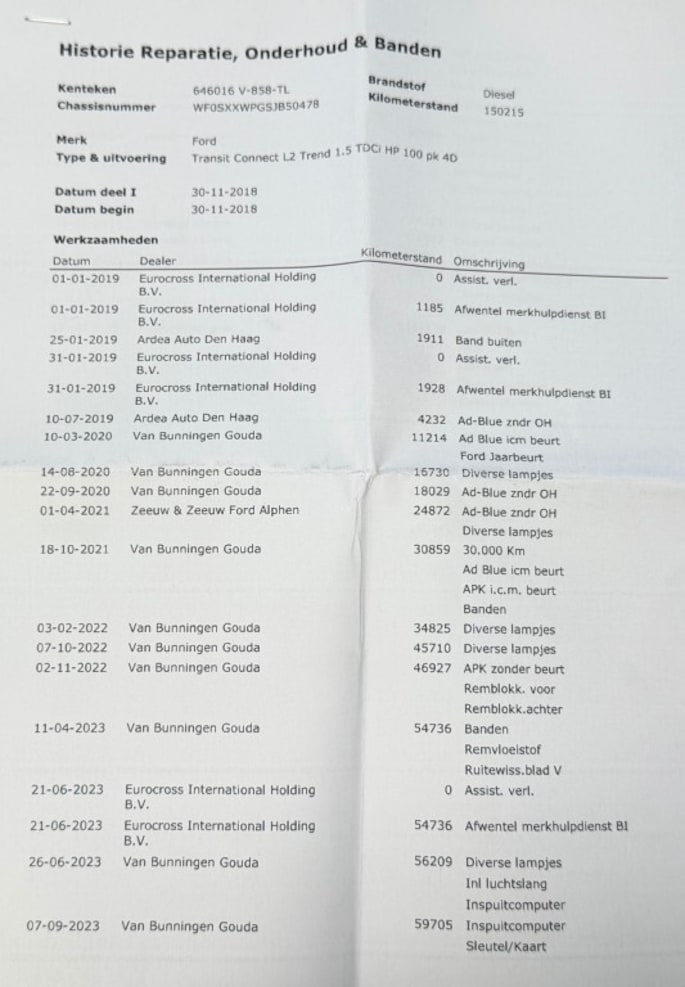 Historie Reparatie, Onderhoud & Banden
Kenteken 646016 V-858-TL Brandstof Diesel
Chassisnummer WF0SXXWPGSJB50478 Kilometerstand 150215
Merk Ford
Type & uitvoering Transit Connect L2 Trend 1.5 TDCi HP 100 pk 4D
Datum deel I 30-11-2018
Datum begin 30-11-2018
Werkzaamheden
Datum Dealer Kilometerstand Omschrijving
01-01-2019 Eurocross International Holding 0 Assist. verl.
B.V.
01-01-2019 Eurocross International Holding 1185 Afwentel merkhulpdienst BI
B.V.
25-01-2019 Ardea Auto Den Haag 1911 Band buiten
31-01-2019 Eurocross International Holding 0 Assist. verl.
B.V.
31-01-2019 Eurocross International Holding 1928 Afwentel merkhulpdienst BI
B.V.
10-07-2019 Ardea Auto Den Haag 4232 Ad-Blue zndr OH
10-03-2020 Van Bunningen Gouda 11214 Ad Blue icm beurt
Ford Jaarbeurt
14-08-2020 Van Bunningen Gouda 16730 Diverse lampjes
22-09-2020 Van Bunningen Gouda 18029 Ad-Blue zndr OH
01-04-2021 Zeeuw & Zeeuw Ford Alphen 24872 Ad-Blue zndr OH
Diverse lampjes
18-10-2021 Van Bunningen Gouda 30859 30.000 Km
Ad Blue icm beurt
APK i.c.m. beurt
Banden
03-02-2022 Van Bunningen Gouda 34825 Diverse lampjes
07-10-2022 Van Bunningen Gouda 45710 Diverse lampjes
02-11-2022 Van Bunningen Gouda 46927 APK zonder beurt
Remblokk. voor
Remblokk.achter
11-04-2023 Van Bunningen Gouda 54736 Banden
Remvloeistof
Ruitewiss.blad V
21-06-2023 Eurocross International Holding 0 Assist. verl.
B.V.
21-06-2023 Eurocross International Holding 54736 Afwentel merkhulpdienst BI
B.V.
26-06-2023 Van Bunningen Gouda 56209 Diverse lampjes
Inl luchtslang
Inspuitcomputer
07-09-2023 Van Bunningen Gouda 59705 Inspuitcomputer
Sleutel/Kaart